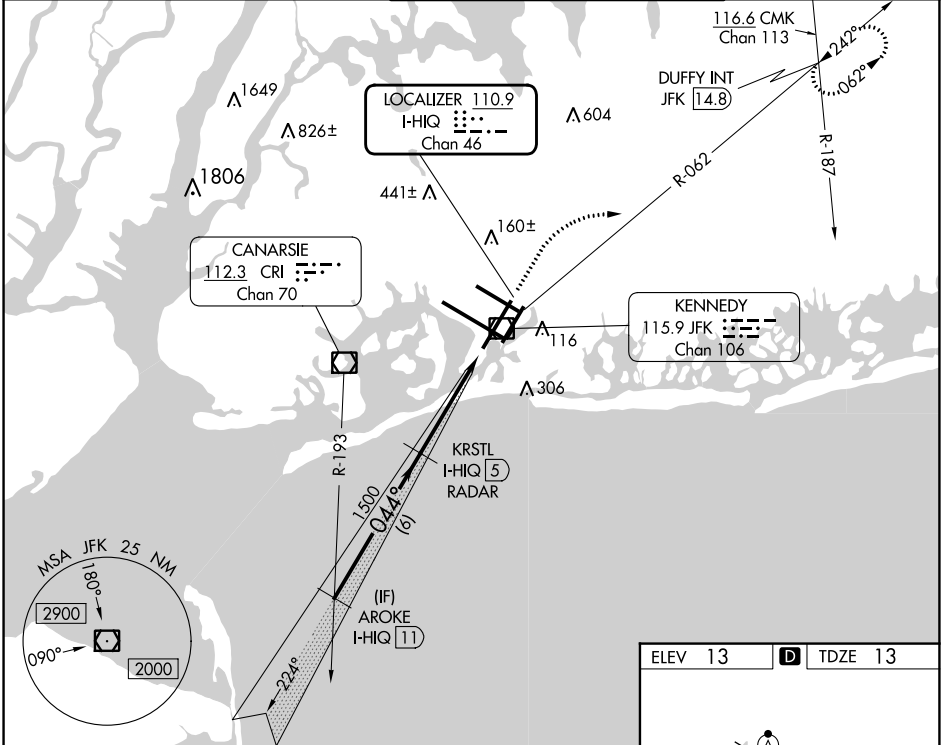 116.6 CMK
Chan 113
242°
062°
DUFFY INT
JFK 14.8
1649
LOCALIZER 110.9
I-HIQ
Chan 46
604
826±
R-187
R-062
1806
441±
160±
CANARSIE
112.3 CRI
Chan 70
KENNEDY
115.9 JFK
Chan 106
116
306
R-193
KRSTL
I-HIQ 5
RADAR
1500
044°
(6)
MSA JFK 25 NM
180°
2900
090°
2000
(IF)
AROKE
I-HIQ 11
224°
ELEV 13 D TDZE 13
A